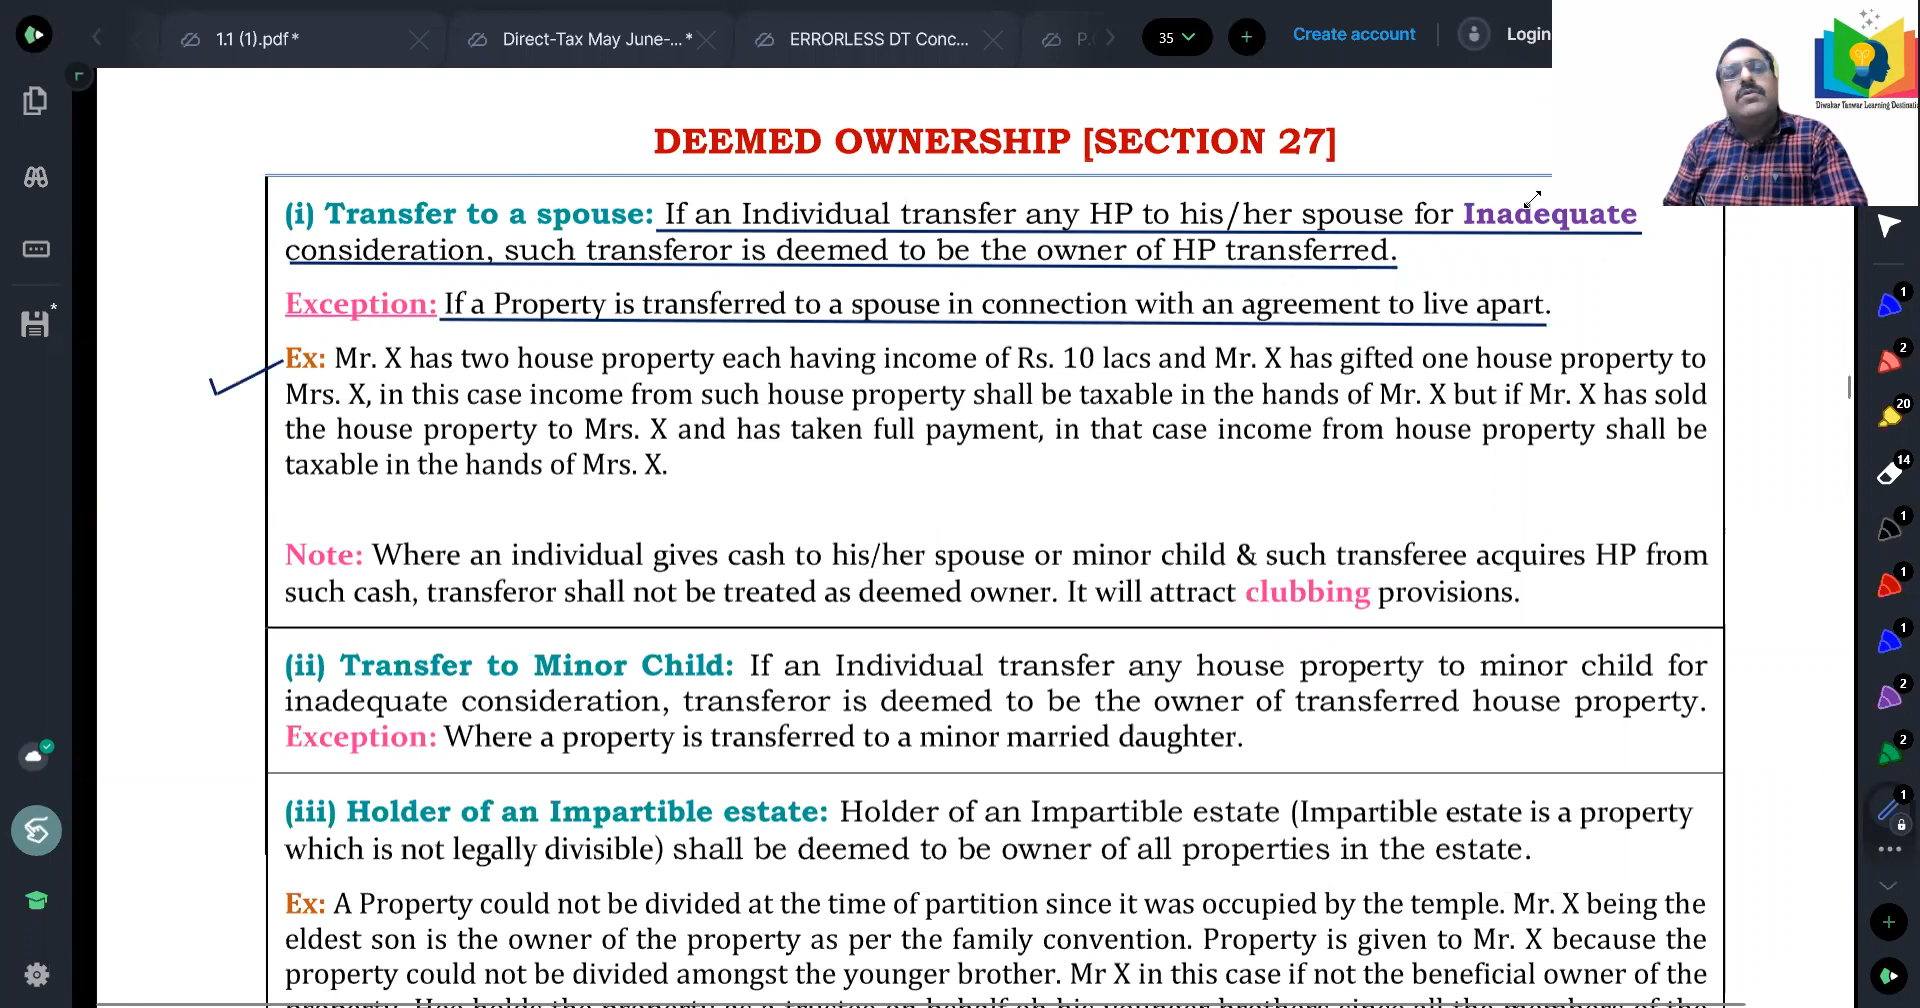 1.1 (1).pdf*
Direct-Tax May June-...*
ERRORLESS DT Conc...
35
Create account
Login
Diwakar Tanwar Learning Destinati
DEEMED OWNERSHIP [SECTION 27]
(i) Transfer to a spouse: If an Individual transfer any HP to his/her spouse for Inadequate
consideration, such transferor is deemed to be the owner of HP transferred.
Exception: If a Property is transferred to a spouse in connection with an agreement to live apart.
Ex: Mr. X has two house property each having income of Rs. 10 lacs and Mr. X has gifted one house property to
Mrs. X, in this case income from such house property shall be taxable in the hands of Mr. X but if Mr. X has sold
the house property to Mrs. X and has taken full payment, in that case income from house property shall be
taxable in the hands of Mrs. X.
Note: Where an individual gives cash to his/her spouse or minor child & such transferee acquires HP from
such cash, transferor shall not be treated as deemed owner. It will attract clubbing provisions.
(ii) Transfer to Minor Child: If an Individual transfer any house property to minor child for
inadequate consideration, transferor is deemed to be the owner of transferred house property.
Exception: Where a property is transferred to a minor married daughter.
(iii) Holder of an Impartible estate: Holder of an Impartible estate (Impartible estate is a property
which is not legally divisible) shall be deemed to be owner of all properties in the estate.
Ex: A Property could not be divided at the time of partition since it was occupied by the temple. Mr. X being the
eldest son is the owner of the property as per the family convention. Property is given to Mr. X because the
property could not be divided amongst the younger brother. Mr X in this case if not the beneficial owner of the
1
2
20
14
1
1
1
2
2
1